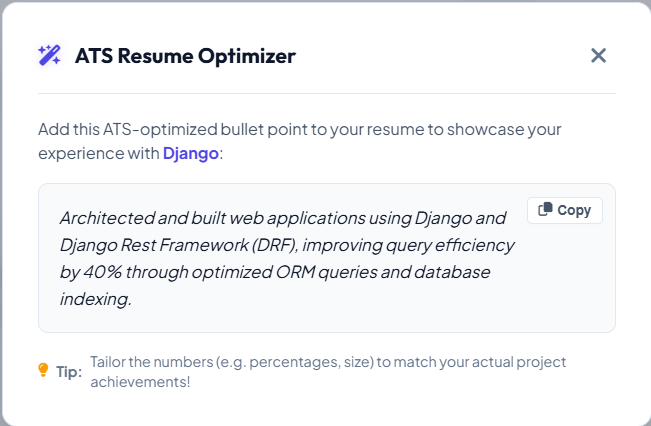 ATS Resume Optimizer
Add this ATS-optimized bullet point to your resume to showcase your
experience with Django:
Copy
Architected and built web applications using Django and
Django Rest Framework (DRF), improving query efficiency
by 40% through optimized ORM queries and database
indexing.
Tip: Tailor the numbers (e.g. percentages, size) to match your actual project
achievements!